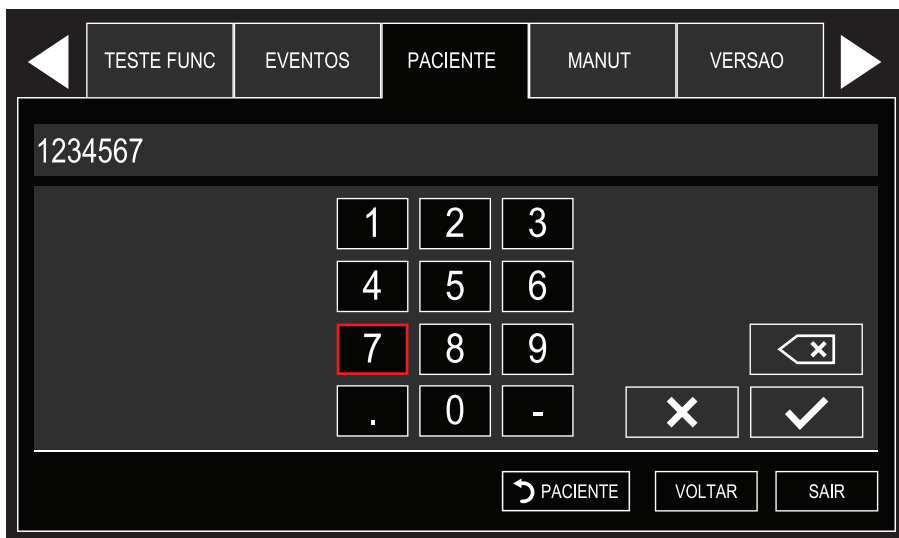 TESTE FUNC EVENTOS PACIENTE MANUT VERSAO
1234567
1 2 3
4 5 6
7 8 9
. 0 -
PACIENTE VOLTAR SAIR